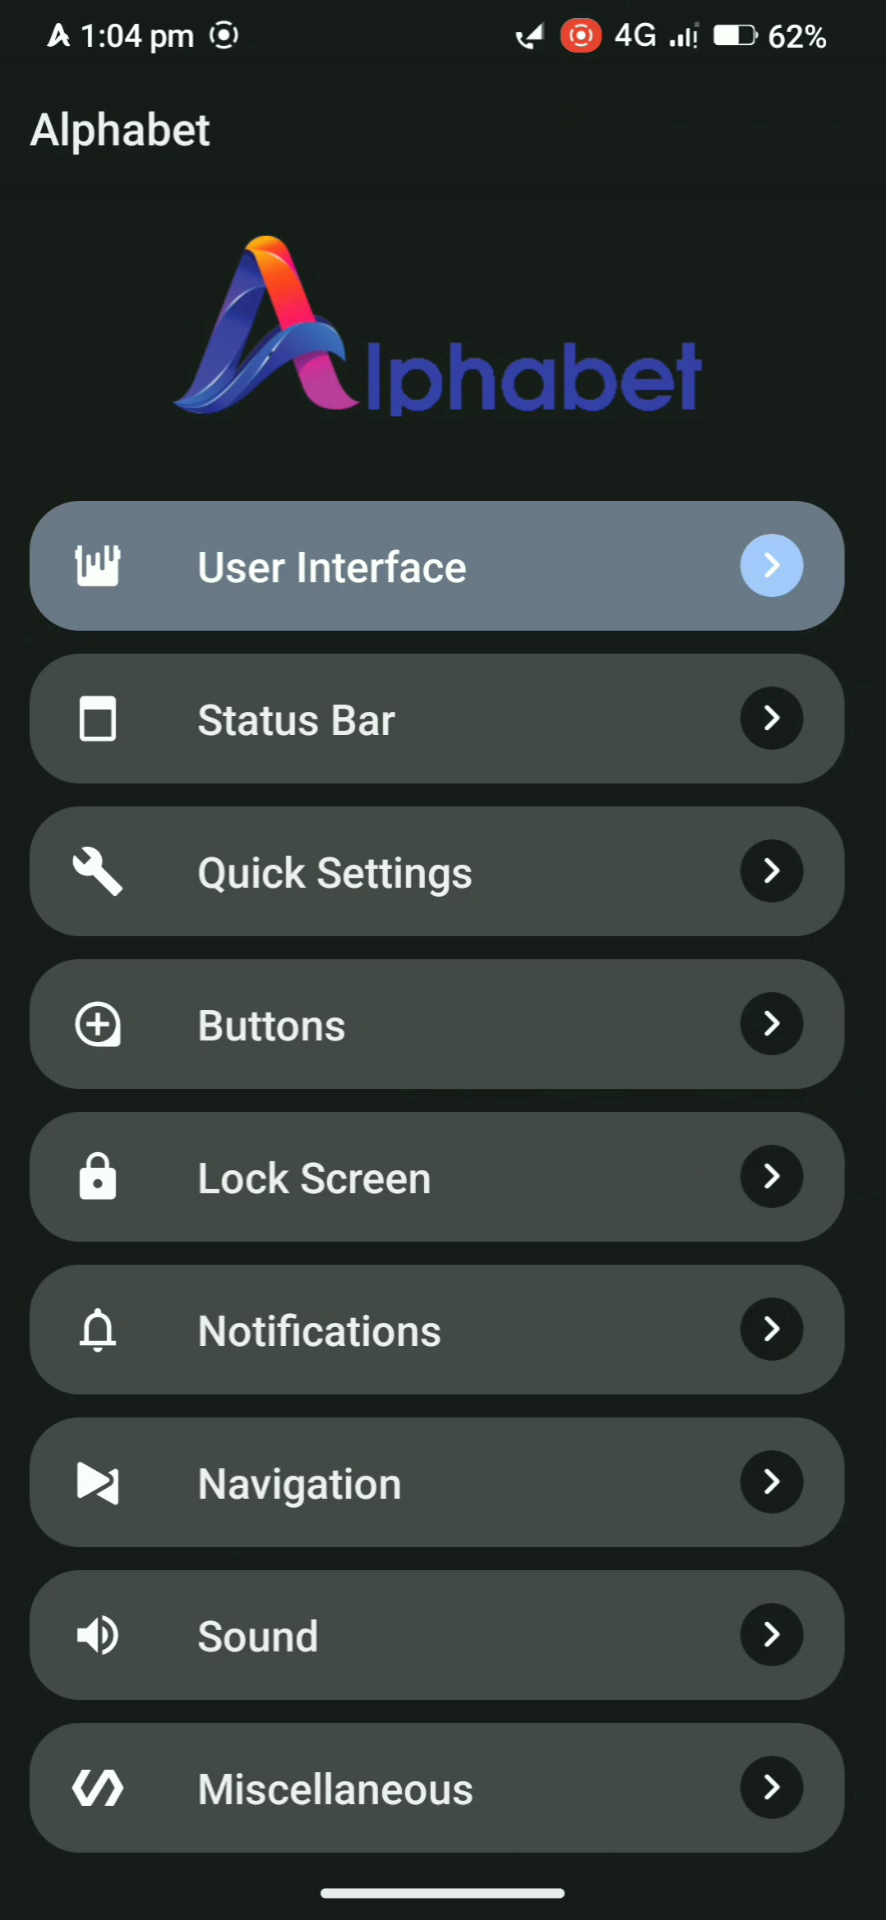 1:04 pm 4G 62%
Alphabet
Alphabet
User Interface
Status Bar
Quick Settings
Buttons
Lock Screen
Notifications
Navigation
Sound
Miscellaneous